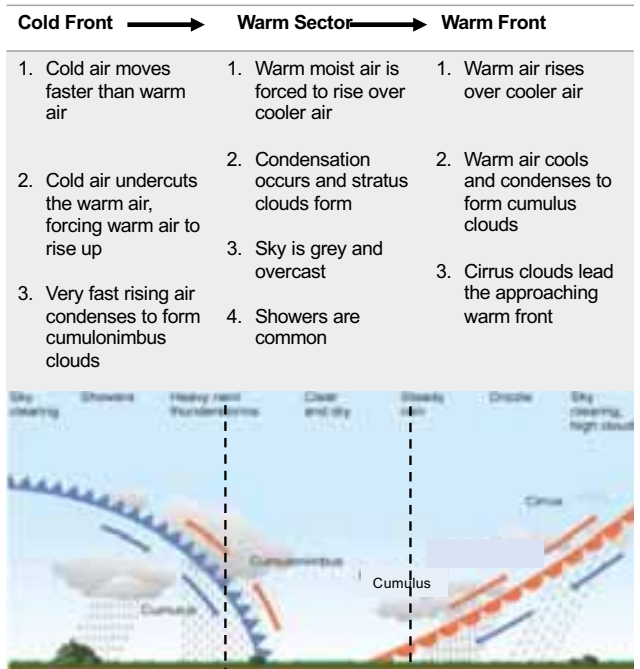 Cold Front
Warm Sector
Warm Front
1. Cold air moves
faster than warm
air
2. Cold air undercuts
the warm air,
forcing warm air to
rise up
3. Very fast rising air
condenses to form
cumulonimbus
clouds
1. Warm moist air is
forced to rise over
cooler air
2. Condensation
occurs and stratus
clouds form
3. Sky is grey and
overcast
4. Showers are
common
1. Warm air rises
over cooler air
2. Warm air cools
and condenses to
form cumulus
clouds
3. Cirrus clouds lead
the approaching
warm front
Sky
clearing
Showers
Heavy rain
thunderstorms
Clear
and dry
Steady
rain
Drizzle
Sky
clearing,
high cloud
Cirrus
Cumulonimbus
Cumulus
Cumulus